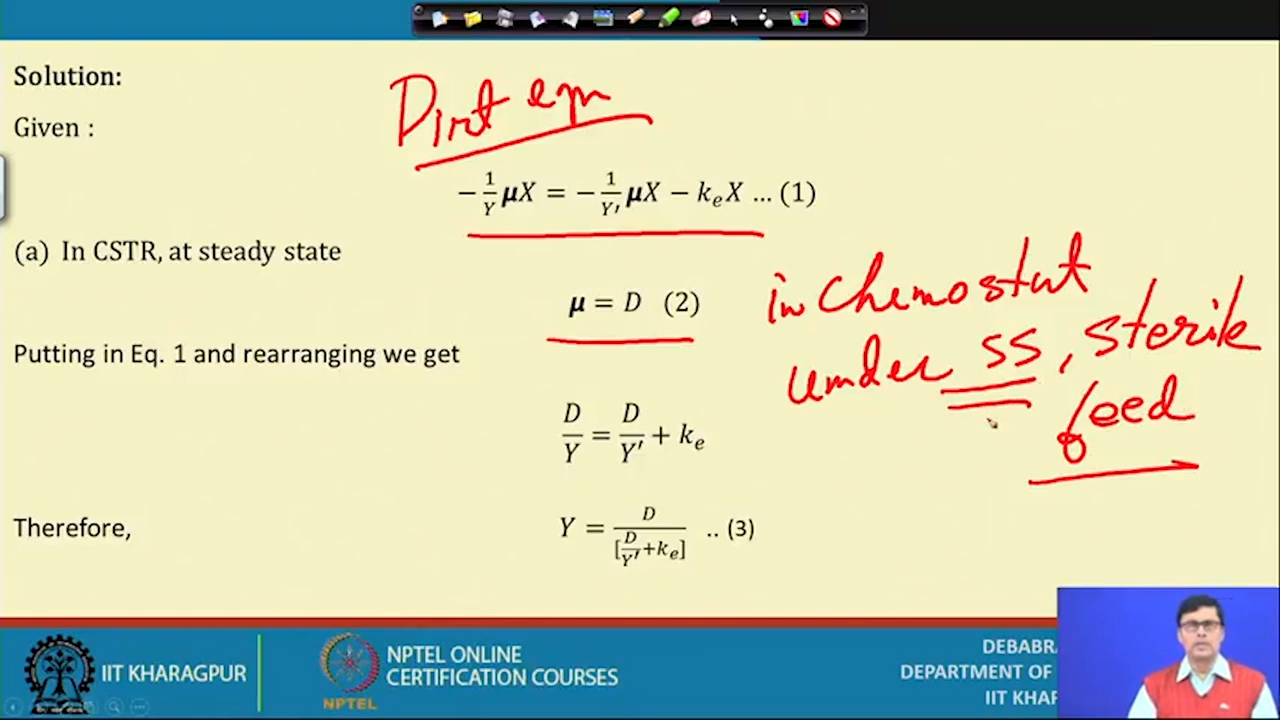 Solution:
Dirt eqn
Given :
− 1/Y μX = − 1/Y′ μX − kₑX ... (1)
(a) In CSTR, at steady state
in Chemostat
μ = D (2)
under SS, sterile
Putting in Eq. 1 and rearranging we get
feed
D/Y = D/Y′ + kₑ
Therefore,
Y = D/[D/Y′+kₑ] .. (3)
IIT KHARAGPUR
NPTEL
NPTEL ONLINE
CERTIFICATION COURSES
DEBABRA
DEPARTMENT OF
IIT KHAR